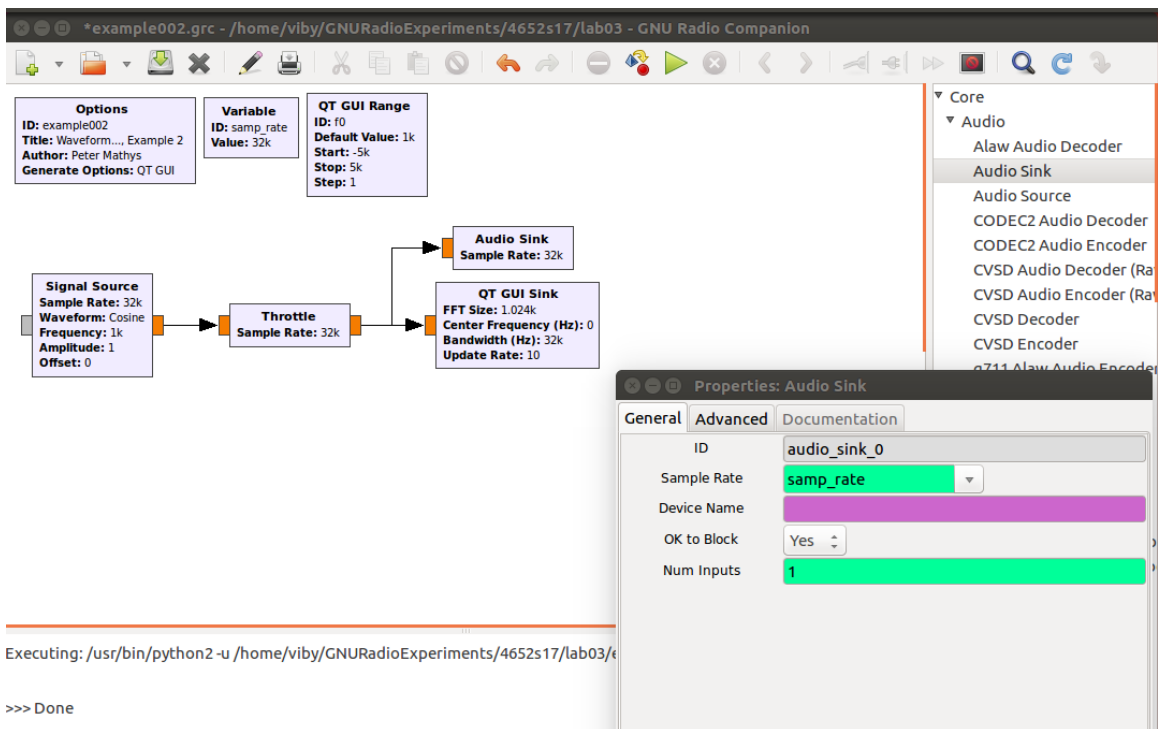 *example002.grc - /home/viby/GNURadioExperiments/4652s17/lab03 - GNU Radio Companion
Options
ID: example002
Title: Waveform..., Example 2
Author: Peter Mathys
Generate Options: QT GUI
Variable
ID: samp_rate
Value: 32k
QT GUI Range
ID: f0
Default Value: 1k
Start: -5k
Stop: 5k
Step: 1
Signal Source
Sample Rate: 32k
Waveform: Cosine
Frequency: 1k
Amplitude: 1
Offset: 0
Throttle
Sample Rate: 32k
Audio Sink
Sample Rate: 32k
QT GUI Sink
FFT Size: 1.024k
Center Frequency (Hz): 0
Bandwidth (Hz): 32k
Update Rate: 10
Core
Audio
Alaw Audio Decoder
Audio Sink
Audio Source
CODEC2 Audio Decoder
CODEC2 Audio Encoder
CVSD Audio Decoder (Ra
CVSD Audio Encoder (Ra
CVSD Decoder
CVSD Encoder
g711 Alaw Audio Encoder
Properties: Audio Sink
General Advanced Documentation
ID audio_sink_0
Sample Rate samp_rate
Device Name
OK to Block Yes
Num Inputs 1
Executing: /usr/bin/python2 -u /home/viby/GNURadioExperiments/4652s17/lab03/e
>>> Done